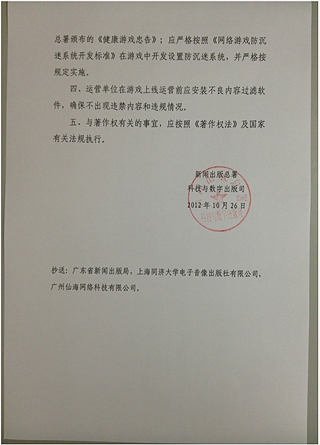 总署颁布的《健康游戏忠告》；应严格按照《网络游戏防沉
迷系统开发标准》在游戏中开发设置防沉迷系统，并严格按
规定实施。
四、运营单位在游戏上线运营前应安装不良内容过滤软
件，确保不出现违禁内容和违规情况。
五、与著作权有关的事宜，应按照《著作权法》及国家
有关法规执行。
新闻出版总署
科技与数字出版司
2012年10月26日
抄送：广东省新闻出版局，上海同济大学电子音像出版社有限公司，
广州仙海网络科技有限公司。